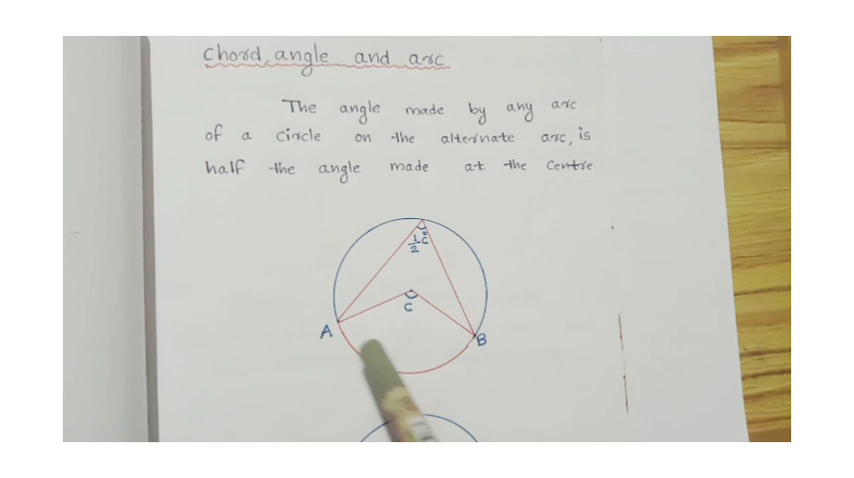 Chord, angle and arc
The angle made by any arc
of a circle on the alternate arc, is
half the angle made at the centre.
1/2 c°
c
A
B